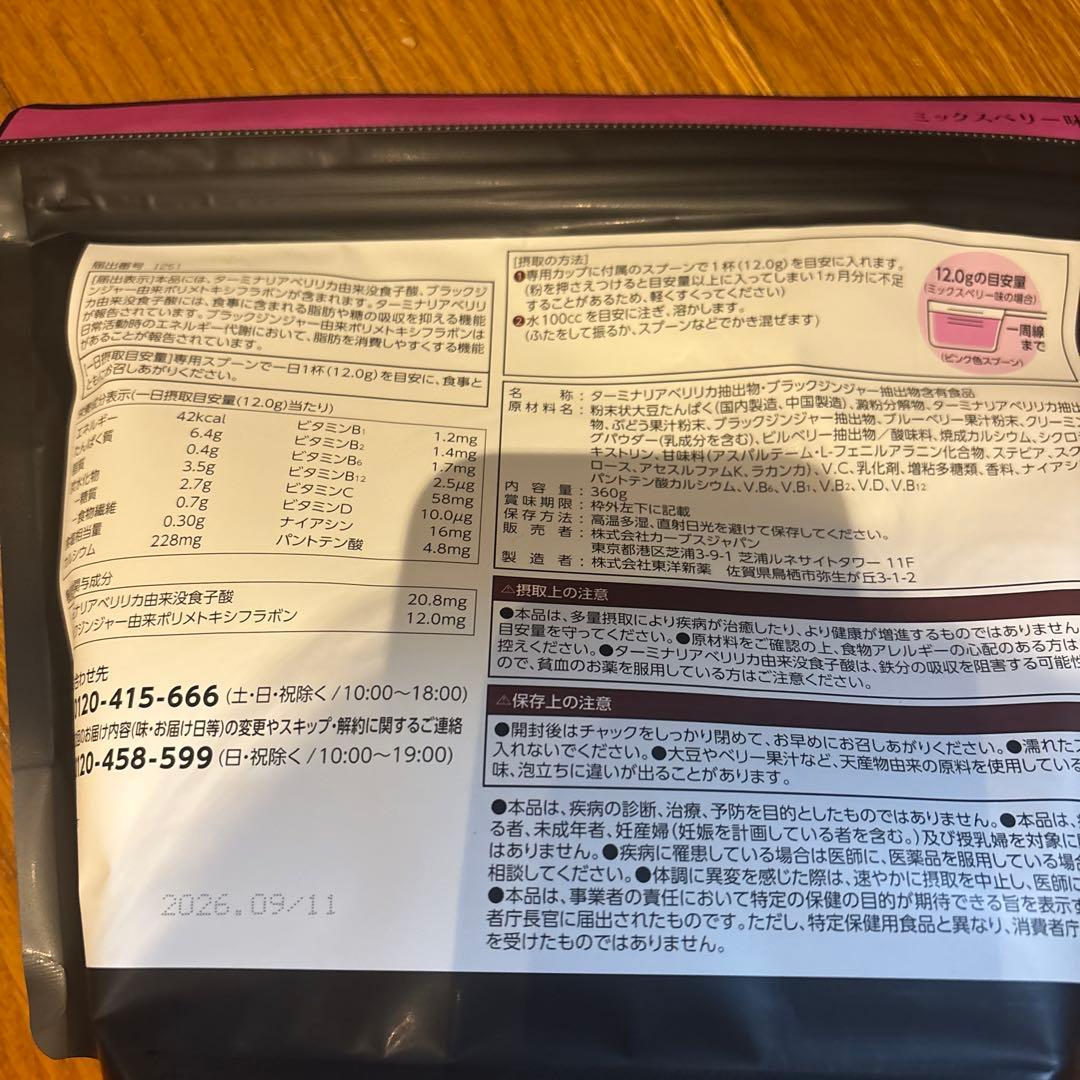 ミックスベリー味
届出番号 I251
[届出表示]本品には、ターミナリアベリリカ由来没食子酸、ブラックジ
ンジャー由来ポリメトキシフラボンが含まれます。ターミナリアベリリ
カ由来没食子酸には、食事に含まれる脂肪や糖の吸収を抑える機能
が報告されています。ブラックジンジャー由来ポリメトキシフラボンは
日常活動時のエネルギー代謝において、脂肪を消費しやすくする機能
があることが報告されています。
[一日摂取目安量]専用スプーンで一日1杯(12.0g)を目安に、食事と
ともにお召しあがりください。
栄養成分表示(一日摂取目安量(12.0g)当たり)
エネルギー 42kcal
たんぱく質 6.4g
脂質 0.4g
炭水化物 3.5g
ー糖質 2.7g
ー食物繊維 0.7g
食塩相当量 0.30g
カルシウム 228mg
ビタミンB₁ 1.2mg
ビタミンB₂ 1.4mg
ビタミンB₆ 1.7mg
ビタミンB₁₂ 2.5μg
ビタミンC 58mg
ビタミンD 10.0μg
ナイアシン 16mg
パントテン酸 4.8mg
関与成分
ミナリアベリリカ由来没食子酸 20.8mg
クジンジャー由来ポリメトキシフラボン 12.0mg
合わせ先
0120-415-666 (土・日・祝除く/10:00〜18:00)
のお届け内容(味・お届け日等)の変更やスキップ・解約に関するご連絡
120-458-599 (日・祝除く/10:00〜19:00)
2026.09/11
[摂取の方法]
❶専用カップに付属のスプーンで1杯(12.0g)を目安に入れます。
(粉を押さえつけると目安量以上に入ってしまい1ヵ月分に不足
することがあるため、軽くすくってください)
❷水100ccを目安に注ぎ、溶かします。
(ふたをして振るか、スプーンなどでかき混ぜます)
12.0gの目安量
(ミックスベリー味の場合)
一周線
まで
(ピンク色スプーン)
名 称:ターミナリアベリリカ抽出物・ブラックジンジャー抽出物含有食品
原材料名:粉末状大豆たんぱく(国内製造、中国製造)、澱粉分解物、ターミナリアベリリカ抽出
物、ぶどう果汁粉末、ブラックジンジャー抽出物、ブルーベリー果汁粉末、クリーミン
グパウダー(乳成分を含む)、ビルベリー抽出物/酸味料、焼成カルシウム、シクロ
キストリン、甘味料(アスパルテーム・L-フェニルアラニン化合物、ステビア、スク
ロース、アセスルファムK、ラカンカ)、V.C、乳化剤、増粘多糖類、香料、ナイアシ
パントテン酸カルシウム、V.B₆、V.B₁、V.B₂、V.D、V.B₁₂
内容量:360g
賞味期限:枠外左下に記載
保存方法:高温多湿、直射日光を避けて保存してください。
販売者:株式会社カーブスジャパン
東京都港区芝浦3-9-1 芝浦ルネサイトタワー 11F
製造者:株式会社東洋新薬 佐賀県鳥栖市弥生が丘3-1-2
⚠摂取上の注意
●本品は、多量摂取により疾病が治癒したり、より健康が増進するものではありません
目安量を守ってください。●原材料をご確認の上、食物アレルギーの心配のある方は
控えください。●ターミナリアベリリカ由来没食子酸は、鉄分の吸収を阻害する可能性
ので、貧血のお薬を服用している方はご注意ください。
⚠保存上の注意
●開封後はチャックをしっかり閉めて、お早めにお召しあがりください。●濡れたス
入れないでください。●大豆やベリー果汁など、天産物由来の原料を使用している
味、泡立ちに違いが出ることがあります。
●本品は、疾病の診断、治療、予防を目的としたものではありません。●本品は、
る者、未成年者、妊産婦(妊娠を計画している者を含む。)及び授乳婦を対象に
はありません。●疾病に罹患している場合は医師に、医薬品を服用している場合
相談してください。●体調に異変を感じた際は、速やかに摂取を中止し、医師に
●本品は、事業者の責任において特定の保健の目的が期待できる旨を表示す
者庁長官に届出されたものです。ただし、特定保健用食品と異なり、消費者庁
を受けたものではありません。